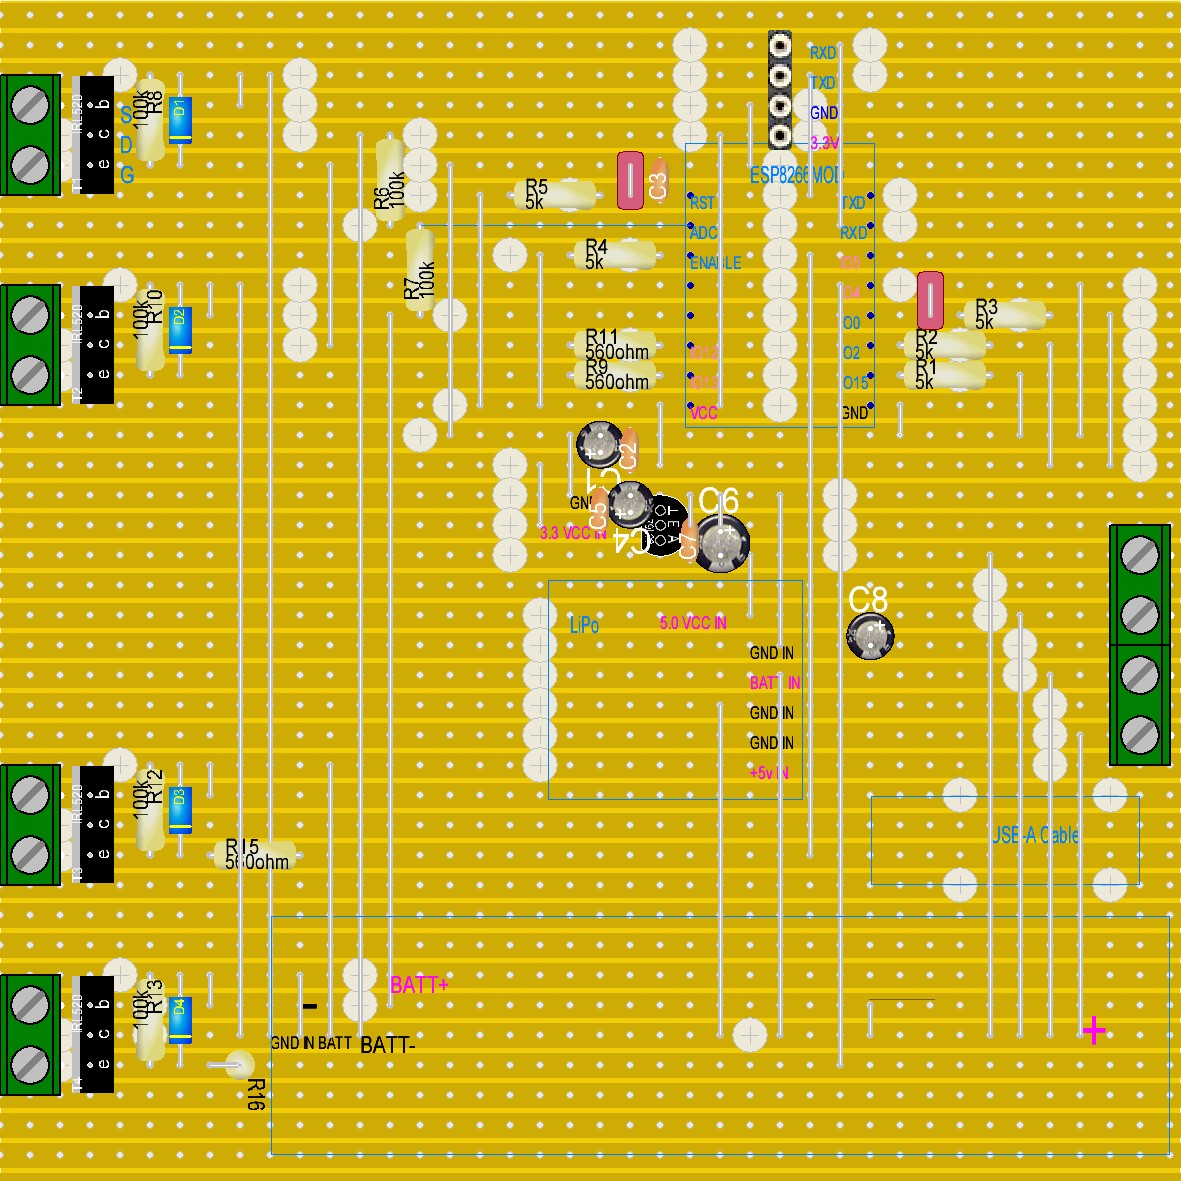 RXD
TXD
GND
3.3V
IRL520
b
c
e
T1
S
D
G
100k
R8
D1
R6
100k
R5
5k
C3
ESP8266 MOD
RST
TXD
ADC
RXD
ENABLE
IO5
R4
5k
R7
100k
IO4
O0
R3
5k
IRL520
b
c
e
T2
100k
R10
D2
R11
560ohm
IO12
O2
R2
5k
R9
560ohm
IO13
O15
R1
5k
VCC
GND
C2
C1
GND
C5
3.3 VCC IN
C4
C7
C6
C8
LiPo
5.0 VCC IN
GND IN
BATT IN
GND IN
GND IN
+5v IN
IRL520
b
c
e
T3
100k
R12
D3
R15
560ohm
USB-A Cable
IRL520
b
c
e
T4
100k
R13
D4
BATT+
-
+
GND IN BATT
BATT-
R16